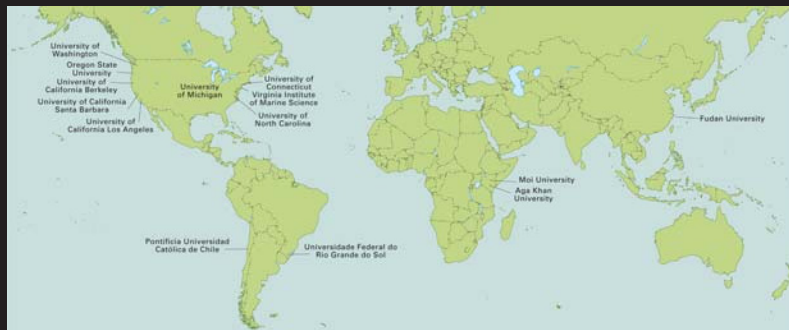 University of
Washington
Oregon State
University
University of
California Berkeley
University of California
Santa Barbara
University of
California Los Angeles
University
of Michigan
University of
Connecticut
Virginia Institute
of Marine Science
University of
North Carolina
Fudan University
Moi University
Aga Khan
University
Pontificia Universidad
Católica de Chile
Universidade Federal do
Rio Grande do Sol